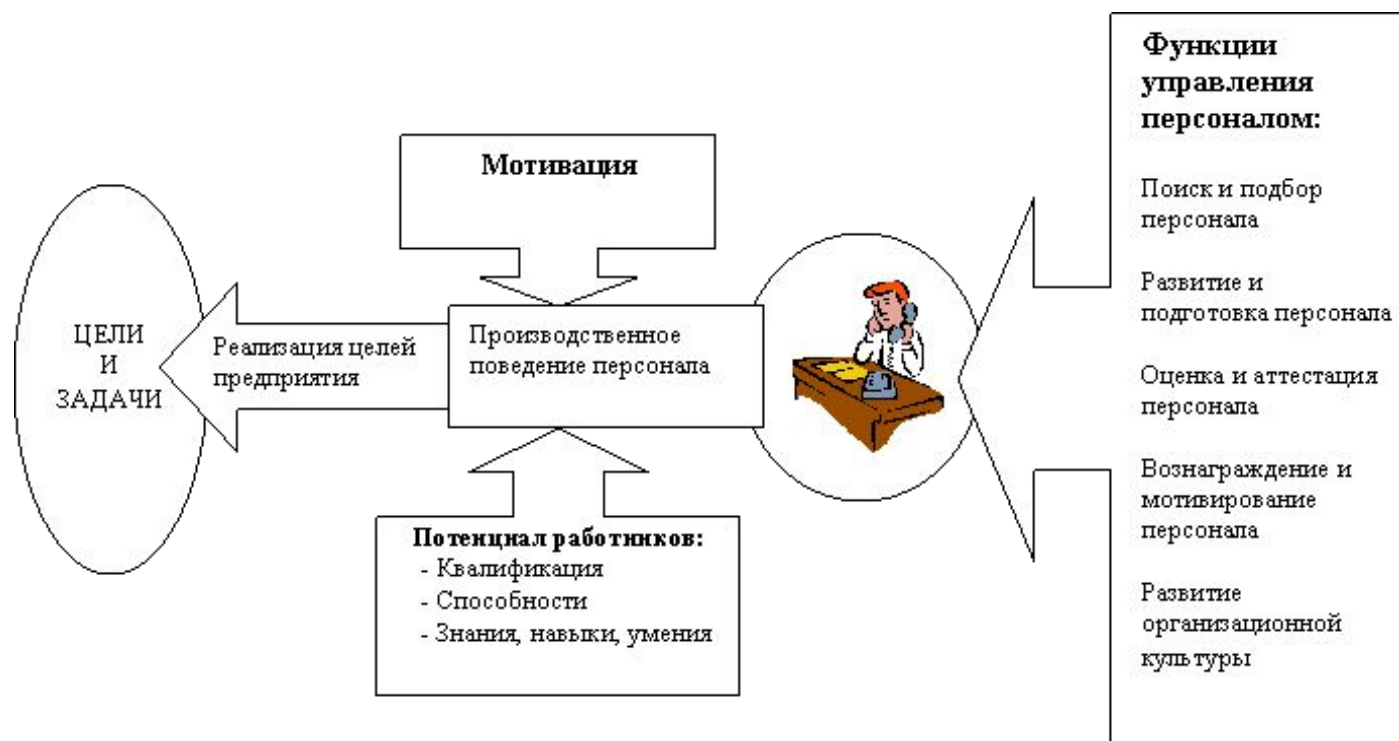 Функции
управления
персоналом:
Поиск и подбор
персонала
Развитие и
подготовка персонала
Оценка и аттестация
персонала
Вознаграждение и
мотивирование
персонала
Развитие
организационной
культуры
Мотивация
Производственное
поведение персонала
Потенциал работников:
- Квалификация
- Способности
- Знания, навыки, умения
Реализация целей
предприятия
ЦЕЛИ
И
ЗАДАЧИ